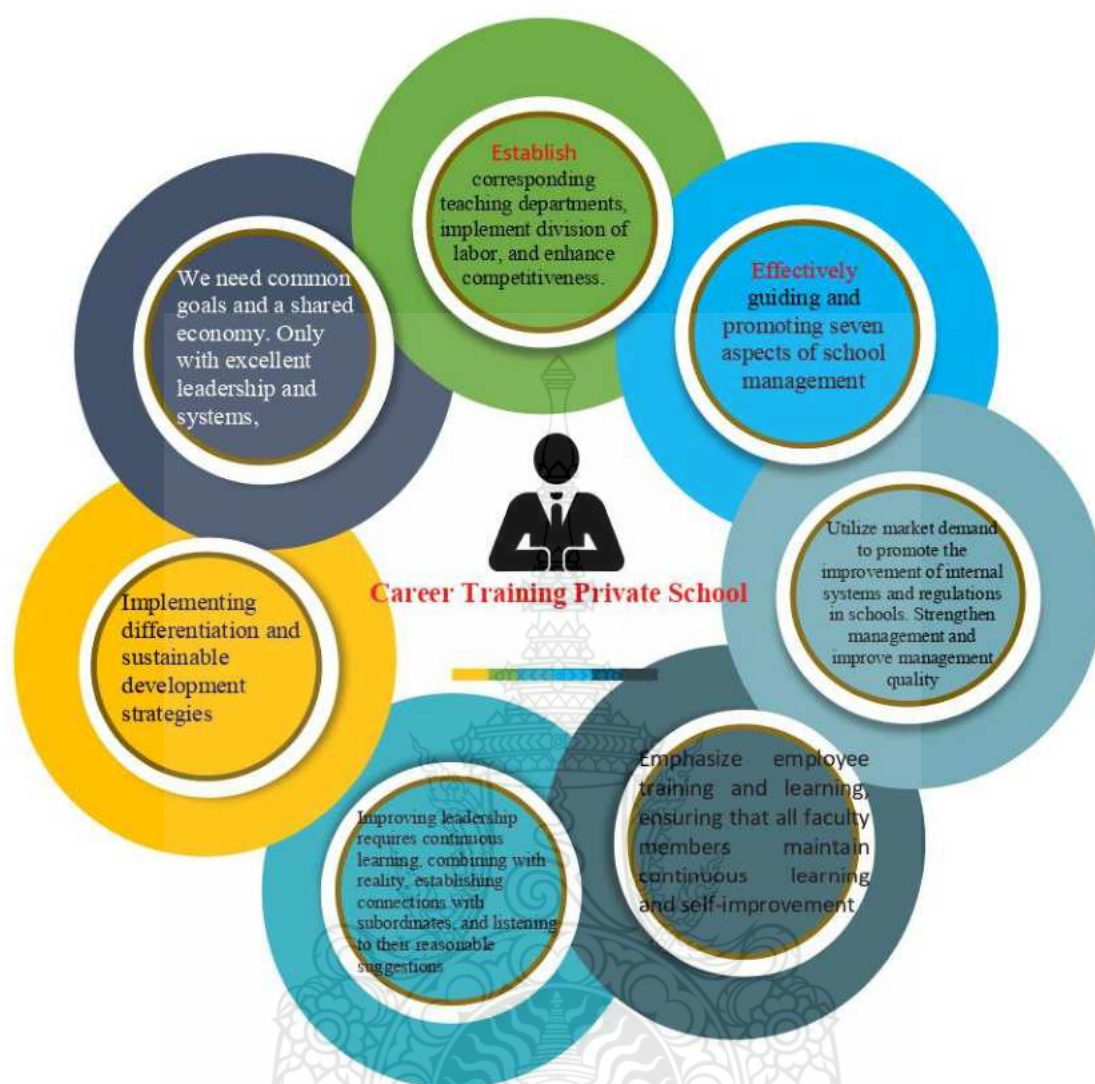 Establish
corresponding
teaching departments,
implement division of
labor, and enhance
competitiveness.
Effectively
guiding and
promoting seven
aspects of school
management
Utilize market demand
to promote the
improvement of internal
systems and regulations
in schools. Strengthen
management and
improve management
quality
Emphasize employee
training and learning,
ensuring that all faculty
members maintain
continuous learning
and self-improvement
Improving leadership
requires continuous
learning, combining with
reality, establishing
connections with
subordinates, and listening
to their reasonable
suggestions
Implementing
differentiation and
sustainable
development
strategies
We need common
goals and a shared
economy. Only
with excellent
leadership and
systems,
Career Training Private School